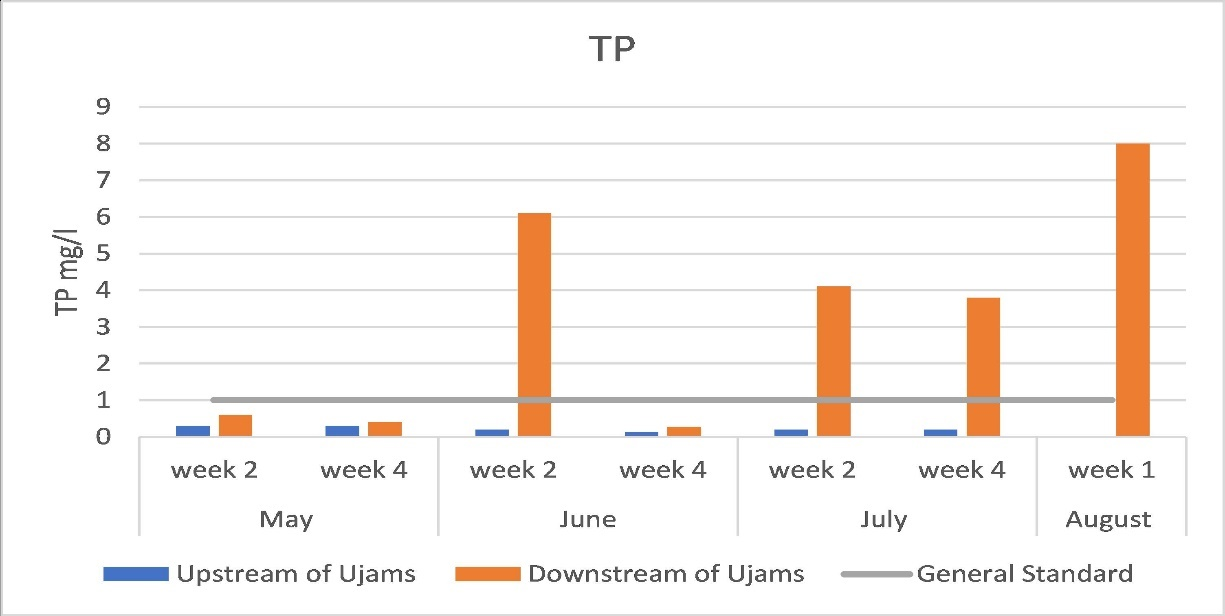 TP
TP mg/l
9
8
7
6
5
4
3
2
1
0
week 2 week 4 week 2 week 4 week 2 week 4 week 1
May June July August
Upstream of Ujams Downstream of Ujams General Standard